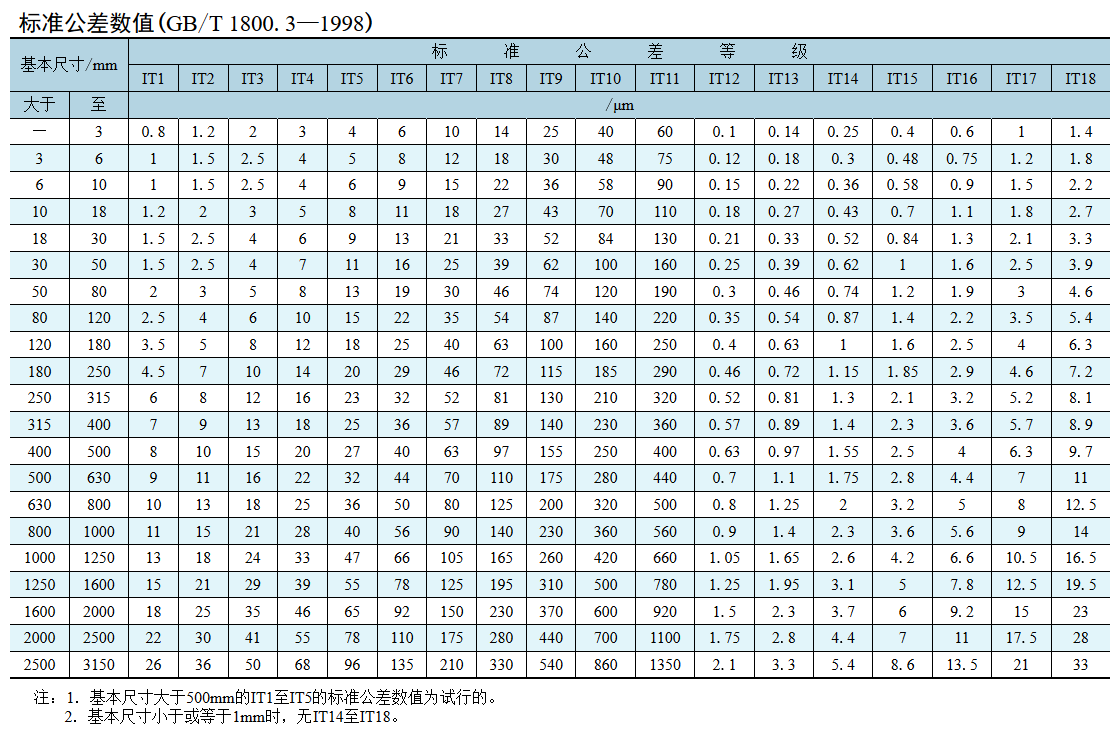 标准公差数值(GB/T 1800. 3—1998)
基本尺寸/mm 标 准 公 差 等 级
IT1 IT2 IT3 IT4 IT5 IT6 IT7 IT8 IT9 IT10 IT11 IT12 IT13 IT14 IT15 IT16 IT17 IT18
大于 至 /μm
— 3 0.8 1.2 2 3 4 6 10 14 25 40 60 0.1 0.14 0.25 0.4 0.6 1 1.4
3 6 1 1.5 2.5 4 5 8 12 18 30 48 75 0.12 0.18 0.3 0.48 0.75 1.2 1.8
6 10 1 1.5 2.5 4 6 9 15 22 36 58 90 0.15 0.22 0.36 0.58 0.9 1.5 2.2
10 18 1.2 2 3 5 8 11 18 27 43 70 110 0.18 0.27 0.43 0.7 1.1 1.8 2.7
18 30 1.5 2.5 4 6 9 13 21 33 52 84 130 0.21 0.33 0.52 0.84 1.3 2.1 3.3
30 50 1.5 2.5 4 7 11 16 25 39 62 100 160 0.25 0.39 0.62 1 1.6 2.5 3.9
50 80 2 3 5 8 13 19 30 46 74 120 190 0.3 0.46 0.74 1.2 1.9 3 4.6
80 120 2.5 4 6 10 15 22 35 54 87 140 220 0.35 0.54 0.87 1.4 2.2 3.5 5.4
120 180 3.5 5 8 12 18 25 40 63 100 160 250 0.4 0.63 1 1.6 2.5 4 6.3
180 250 4.5 7 10 14 20 29 46 72 115 185 290 0.46 0.72 1.15 1.85 2.9 4.6 7.2
250 315 6 8 12 16 23 32 52 81 130 210 320 0.52 0.81 1.3 2.1 3.2 5.2 8.1
315 400 7 9 13 18 25 36 57 89 140 230 360 0.57 0.89 1.4 2.3 3.6 5.7 8.9
400 500 8 10 15 20 27 40 63 97 155 250 400 0.63 0.97 1.55 2.5 4 6.3 9.7
500 630 9 11 16 22 32 44 70 110 175 280 440 0.7 1.1 1.75 2.8 4.4 7 11
630 800 10 13 18 25 36 50 80 125 200 320 500 0.8 1.25 2 3.2 5 8 12.5
800 1000 11 15 21 28 40 56 90 140 230 360 560 0.9 1.4 2.3 3.6 5.6 9 14
1000 1250 13 18 24 33 47 66 105 165 260 420 660 1.05 1.65 2.6 4.2 6.6 10.5 16.5
1250 1600 15 21 29 39 55 78 125 195 310 500 780 1.25 1.95 3.1 5 7.8 12.5 19.5
1600 2000 18 25 35 46 65 92 150 230 370 600 920 1.5 2.3 3.7 6 9.2 15 23
2000 2500 22 30 41 55 78 110 175 280 440 700 1100 1.75 2.8 4.4 7 11 17.5 28
2500 3150 26 36 50 68 96 135 210 330 540 860 1350 2.1 3.3 5.4 8.6 13.5 21 33
注：1. 基本尺寸大于500mm的IT1至IT5的标准公差数值为试行的。
2. 基本尺寸小于或等于1mm时，无IT14至IT18。